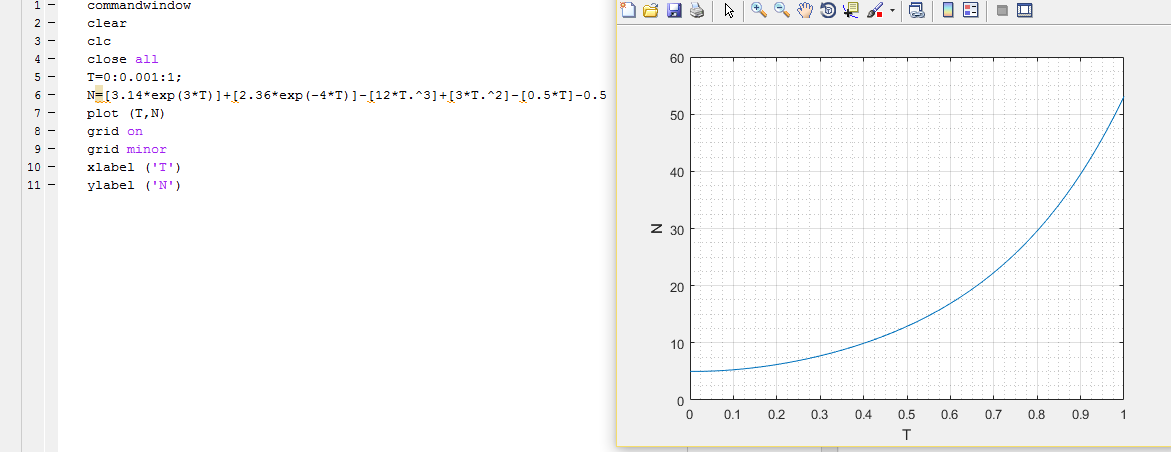 1 – commandwindow
2 – clear
3 – clc
4 – close all
5 – T=0:0.001:1;
6 – N=[3.14*exp(3*T)]+[2.36*exp(-4*T)]-[12*T.^3]+[3*T.^2]-[0.5*T]-0.5
7 – plot (T,N)
8 – grid on
9 – grid minor
10 – xlabel ('T')
11 – ylabel ('N')
60
50
40
30
20
10
0
N
0 0.1 0.2 0.3 0.4 0.5 0.6 0.7 0.8 0.9 1
T